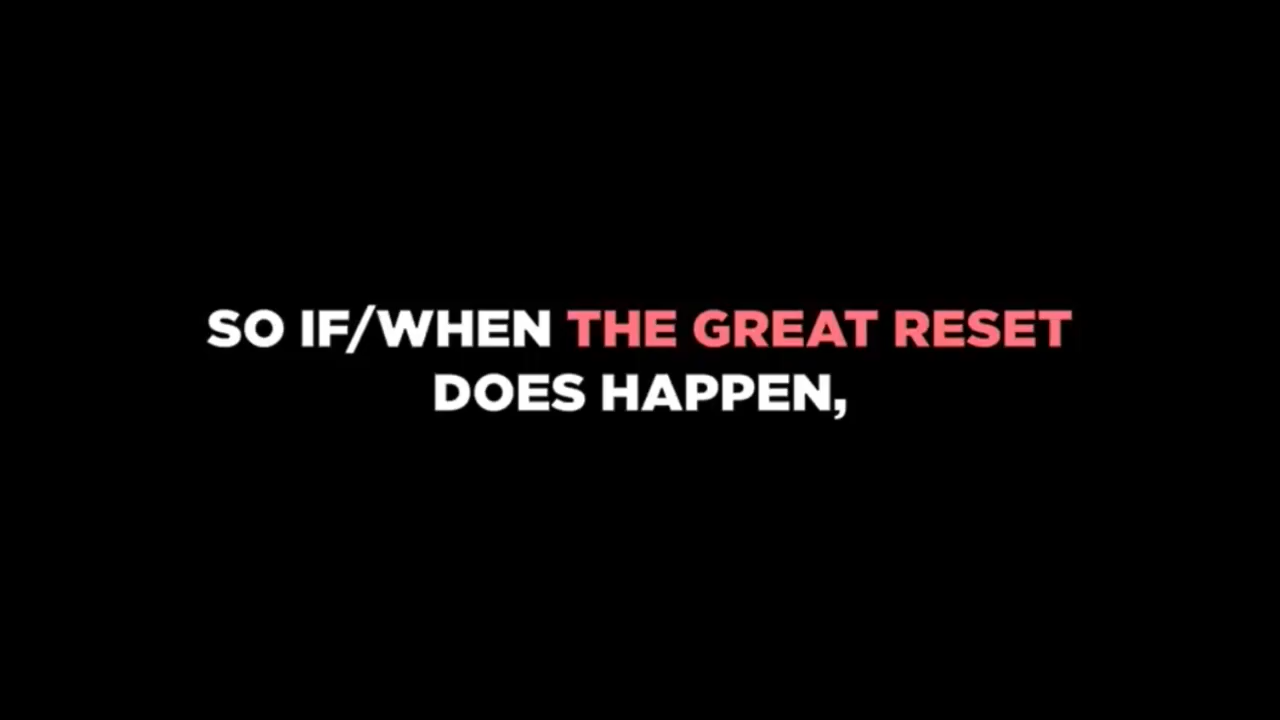 SO IF/WHEN THE GREAT RESET
DOES HAPPEN,